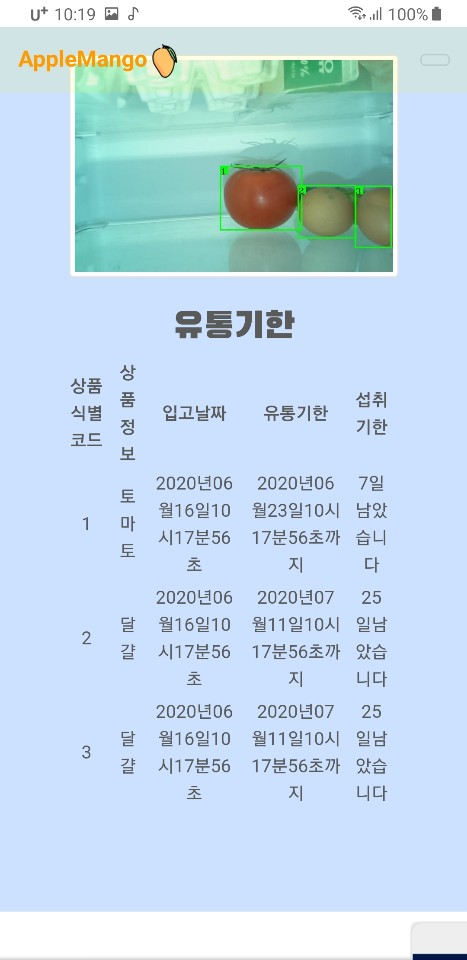 U+ 10:19 100%
AppleMango
1
2
3
유통기한
상품
식별
코드
상
품
정
보
입고날짜
유통기한
섭취
기한
1
토
마
토
2020년06
월16일10
시17분56
초
2020년06
월23일10시
17분56초까
지
7일
남았
습니
다
2
달
걀
2020년06
월16일10
시17분56
초
2020년07
월11일10시
17분56초까
지
25
일남
았습
니다
3
달
걀
2020년06
월16일10
시17분56
초
2020년07
월11일10시
17분56초까
지
25
일남
았습
니다